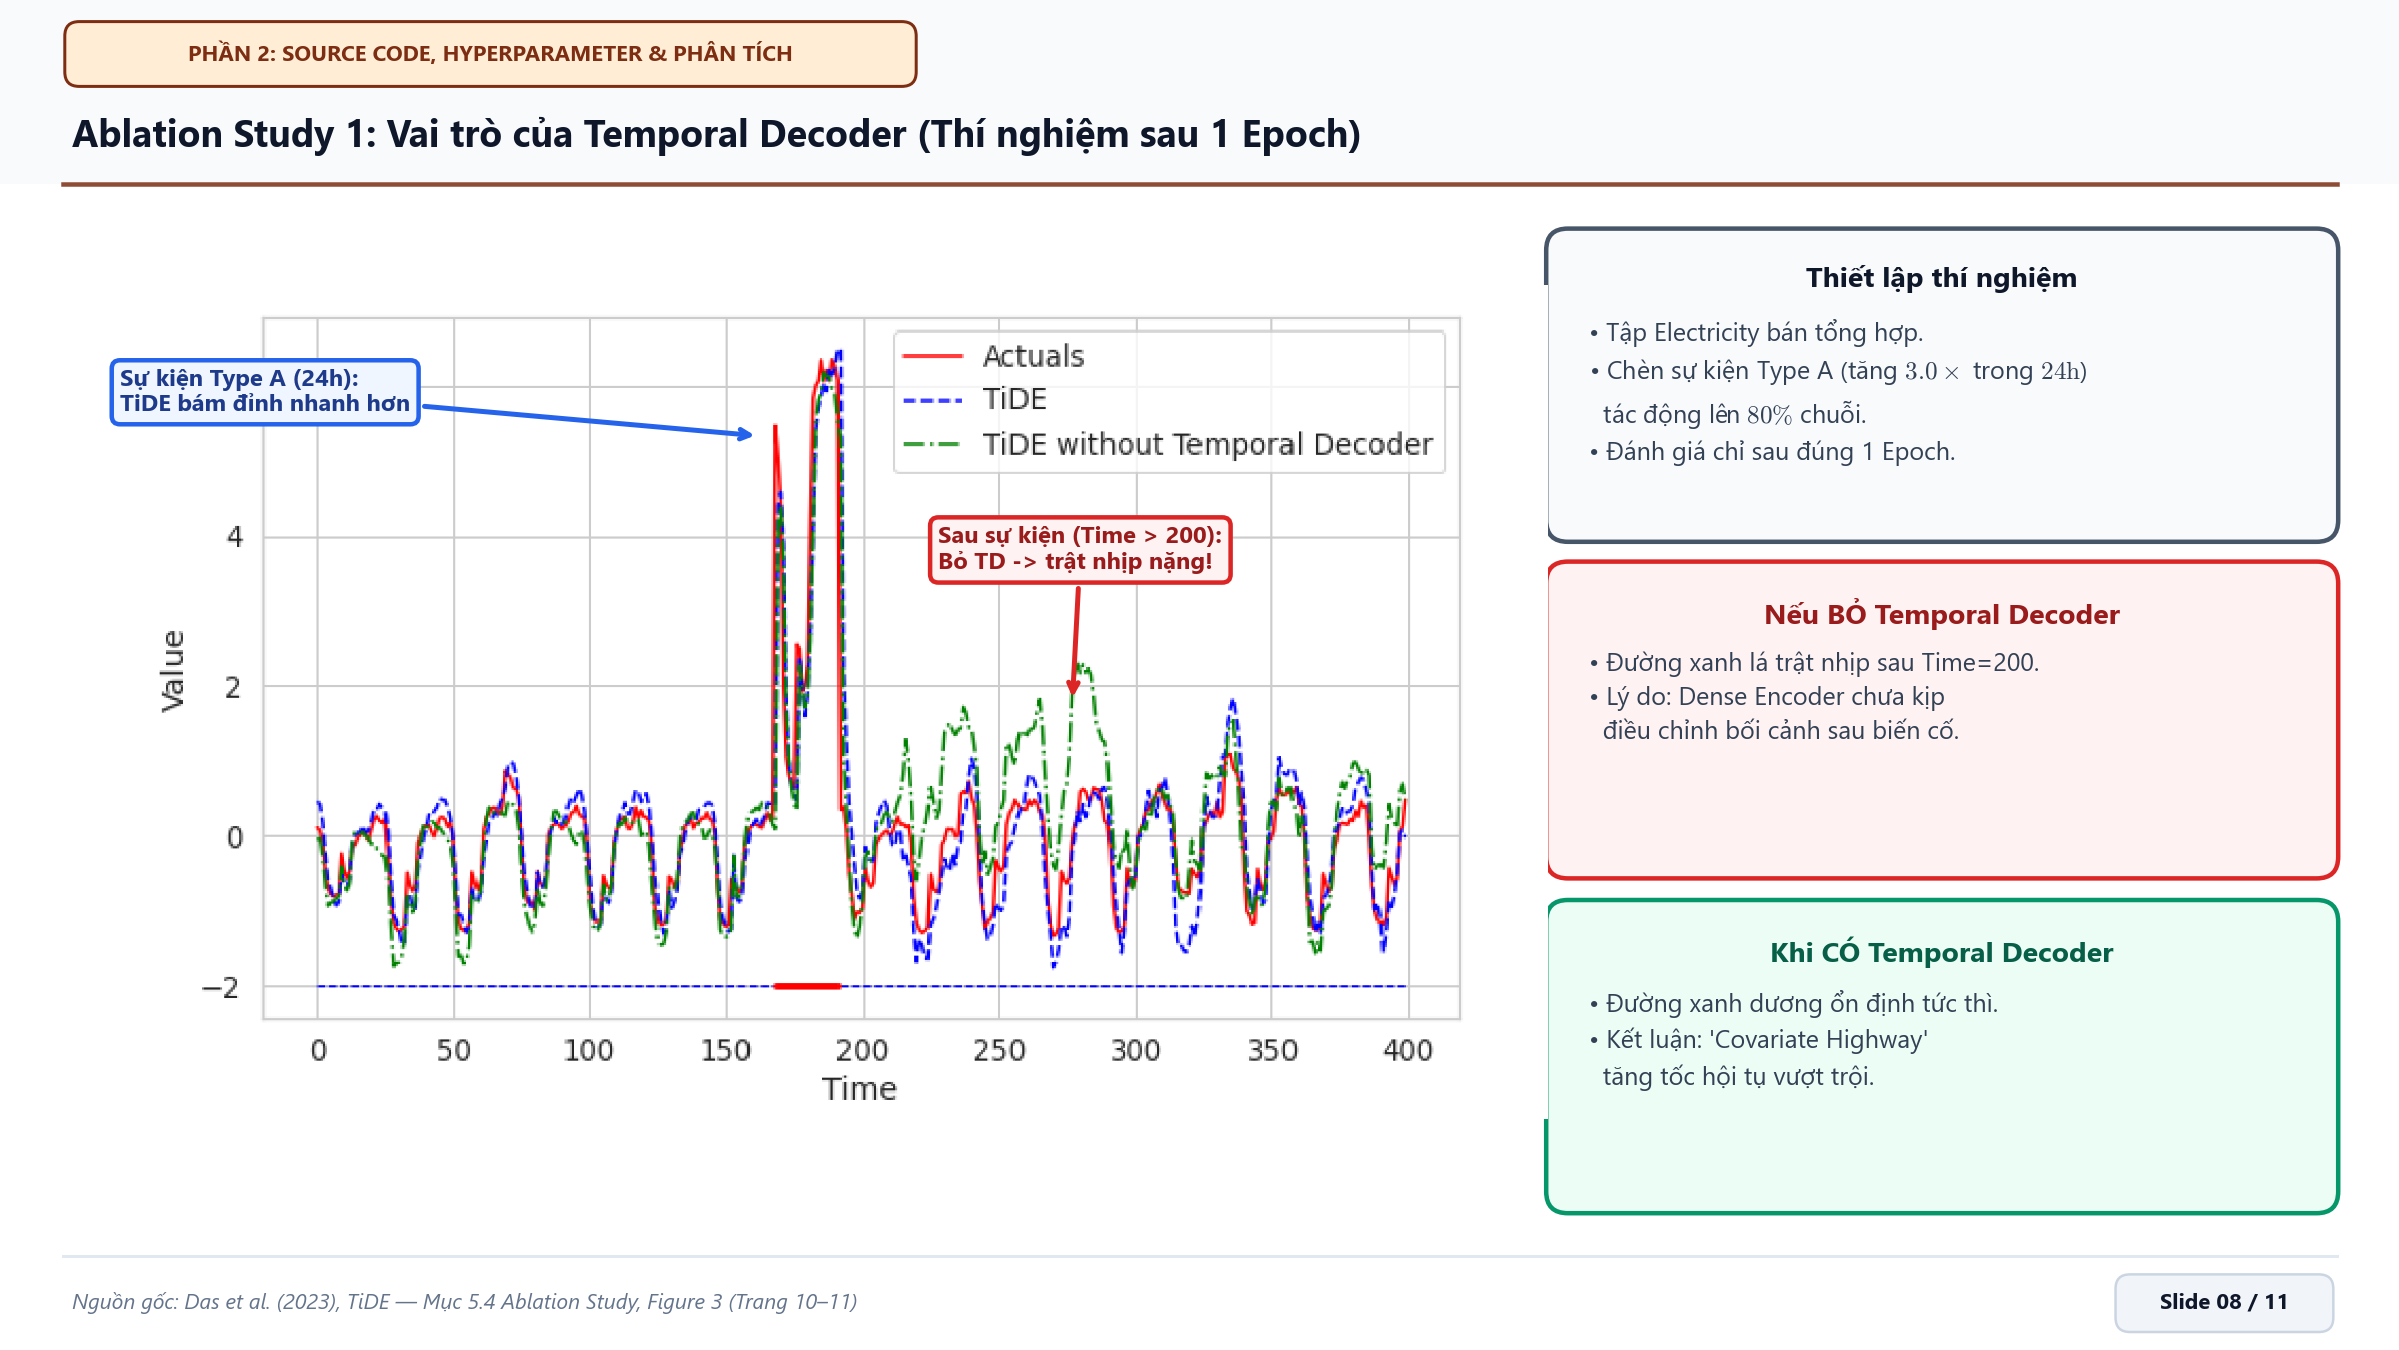 PHẦN 2: SOURCE CODE, HYPERPARAMETER & PHÂN TÍCH
Ablation Study 1: Vai trò của Temporal Decoder (Thí nghiệm sau 1 Epoch)
Sự kiện Type A (24h):
TiDE bám đỉnh nhanh hơn
Actuals
TiDE
TiDE without Temporal Decoder
Sau sự kiện (Time > 200):
Bỏ TD -> trật nhịp nặng!
Value
4
2
0
−2
0 50 100 150 200 250 300 350 400
Time
Thiết lập thí nghiệm
• Tập Electricity bán tổng hợp.
• Chèn sự kiện Type A (tăng 3.0 × trong 24h)
tác động lên 80% chuỗi.
• Đánh giá chỉ sau đúng 1 Epoch.
Nếu BỎ Temporal Decoder
• Đường xanh lá trật nhịp sau Time=200.
• Lý do: Dense Encoder chưa kịp
điều chỉnh bối cảnh sau biến cố.
Khi CÓ Temporal Decoder
• Đường xanh dương ổn định tức thì.
• Kết luận: 'Covariate Highway'
tăng tốc hội tụ vượt trội.
Nguồn gốc: Das et al. (2023), TiDE — Mục 5.4 Ablation Study, Figure 3 (Trang 10–11)
Slide 08 / 11